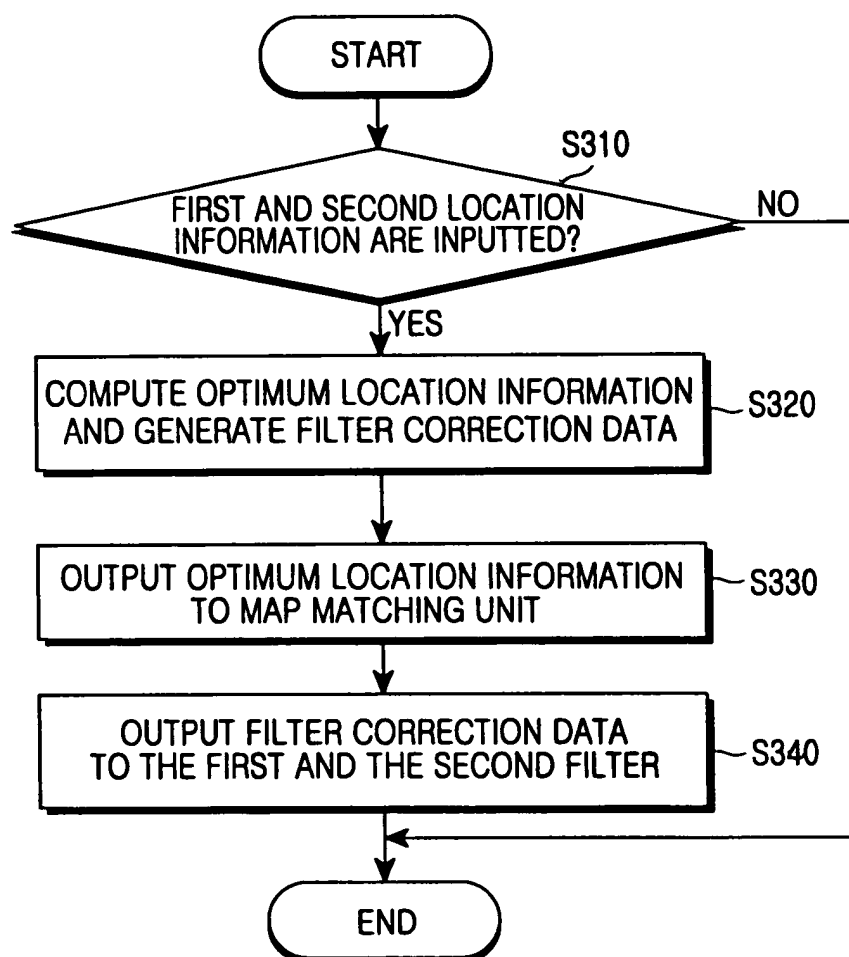 START
S310
FIRST AND SECOND LOCATION
INFORMATION ARE INPUTTED?
NO
YES
COMPUTE OPTIMUM LOCATION INFORMATION
AND GENERATE FILTER CORRECTION DATA
S320
OUTPUT OPTIMUM LOCATION INFORMATION
TO MAP MATCHING UNIT
S330
OUTPUT FILTER CORRECTION DATA
TO THE FIRST AND THE SECOND FILTER
S340
END